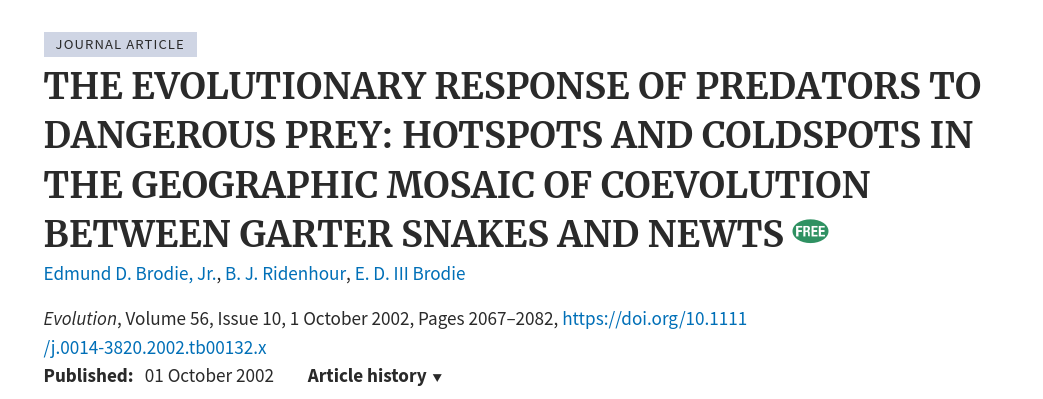 JOURNAL ARTICLE
THE EVOLUTIONARY RESPONSE OF PREDATORS TO
DANGEROUS PREY: HOTSPOTS AND COLDSPOTS IN
THE GEOGRAPHIC MOSAIC OF COEVOLUTION
BETWEEN GARTER SNAKES AND NEWTS FREE
Edmund D. Brodie, Jr., B. J. Ridenhour, E. D. III Brodie
Evolution, Volume 56, Issue 10, 1 October 2002, Pages 2067–2082, https://doi.org/10.1111
/j.0014-3820.2002.tb00132.x
Published: 01 October 2002 Article history ▼